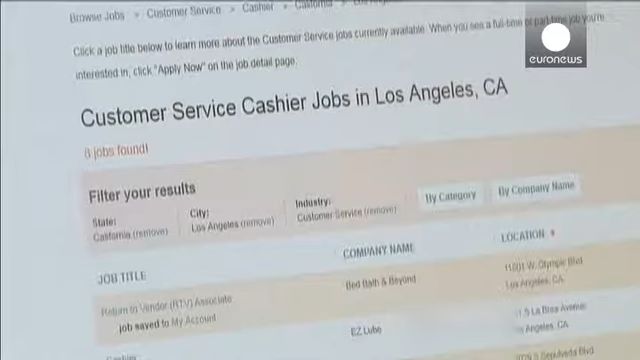 Browse Jobs » Customer Service » Cashier » California »
Click a job title below to learn more about the Customer Service jobs currently available. When you see a full-time or part-time job you're
interested in, click "Apply Now" on the job detail page.
euronews
Customer Service Cashier Jobs in Los Angeles, CA
8 jobs found!
Filter your results
State:
California (remove)
City:
Los Angeles (remove)
Industry:
Customer Service (remove)
By Category
By Company Name
JOB TITLE
COMPANY NAME
LOCATION
Return to Vendor (RTV) Associate
job saved to My Account
Bed Bath & Beyond
11801 W. Olympic Blvd
Los Angeles, CA
EZ Lube
S La Brea Avenue
Los Angeles, CA
Cashier
S Sepulveda Blvd